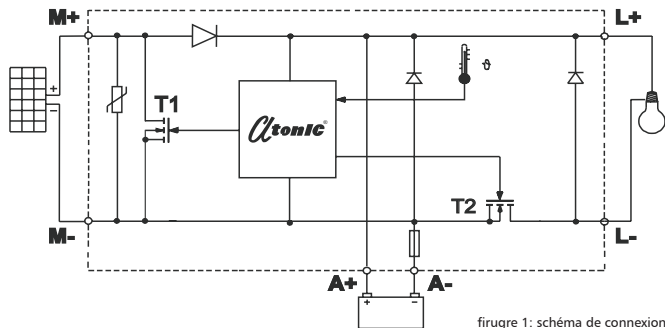 M+
L+
+
−
T1
ϑ
Atonic®
T2
M-
L-
A+
A-
+
−
firugre 1: schéma de connexion